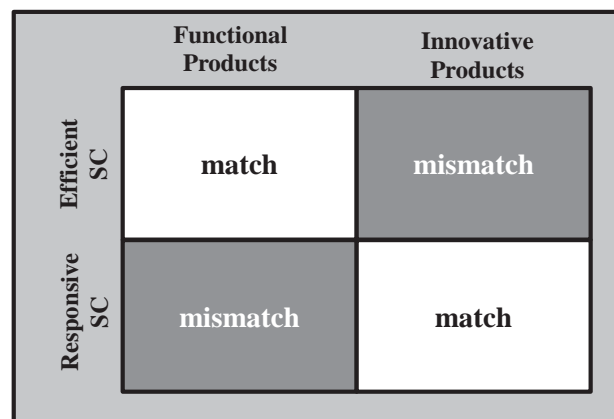 Functional
Products
Innovative
Products
Efficient
SC
match
mismatch
Responsive
SC
mismatch
match